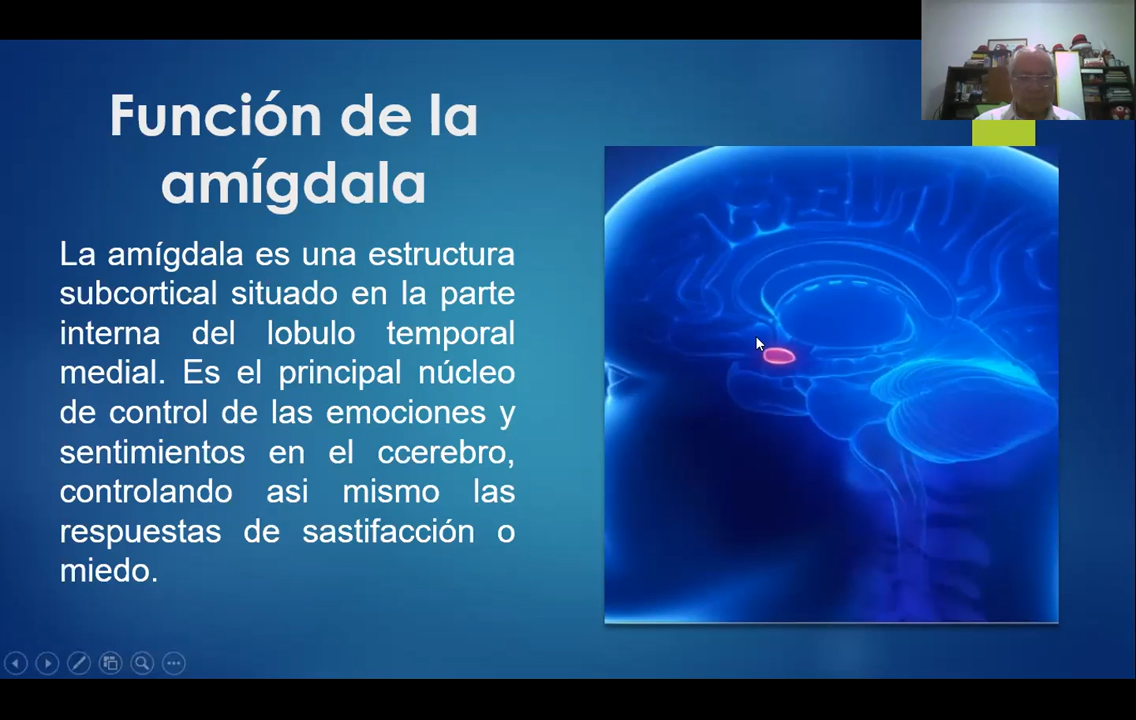 Función de la
amígdala
La amígdala es una estructura
subcortical situado en la parte
interna del lobulo temporal
medial. Es el principal núcleo
de control de las emociones y
sentimientos en el ccerebro,
controlando asi mismo las
respuestas de sastifacción o
miedo.